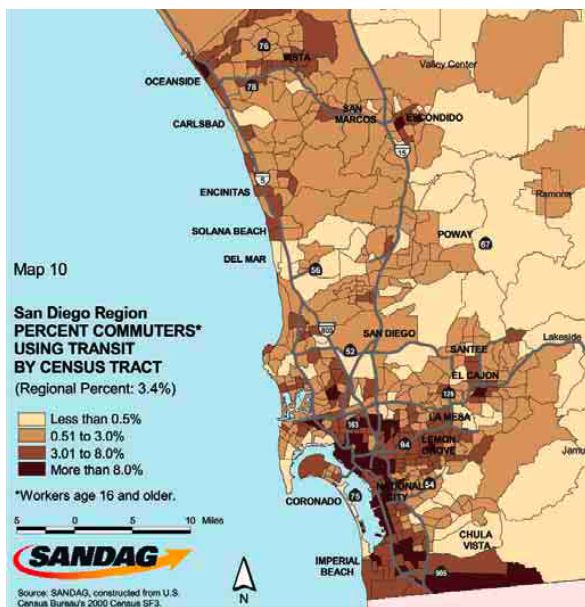 76
VISTA
Valley Center
OCEANSIDE
78
SAN
MARCOS
ESCONDIDO
CARLSBAD
15
ENCINITAS
5
Ramona
SOLANA BEACH
POWAY
67
DEL MAR
56
Map 10
San Diego Region
PERCENT COMMUTERS*
USING TRANSIT
BY CENSUS TRACT
(Regional Percent: 3.4%)
805
SAN DIEGO
52
SANTEE
Lakeside
EL CAJON
125
Less than 0.5%
0.51 to 3.0%
3.01 to 8.0%
More than 8.0%
LA MESA
163
94
LEMON
GROVE
Jamu
*Workers age 16 and older.
NATIONAL
CITY
54
CORONADO
75
5 0 5 10 Miles
CHULA
VISTA
SANDAG
IMPERIAL
BEACH
905
N
Source: SANDAG, constructed from U.S.
Census Bureau's 2000 Census SF3.